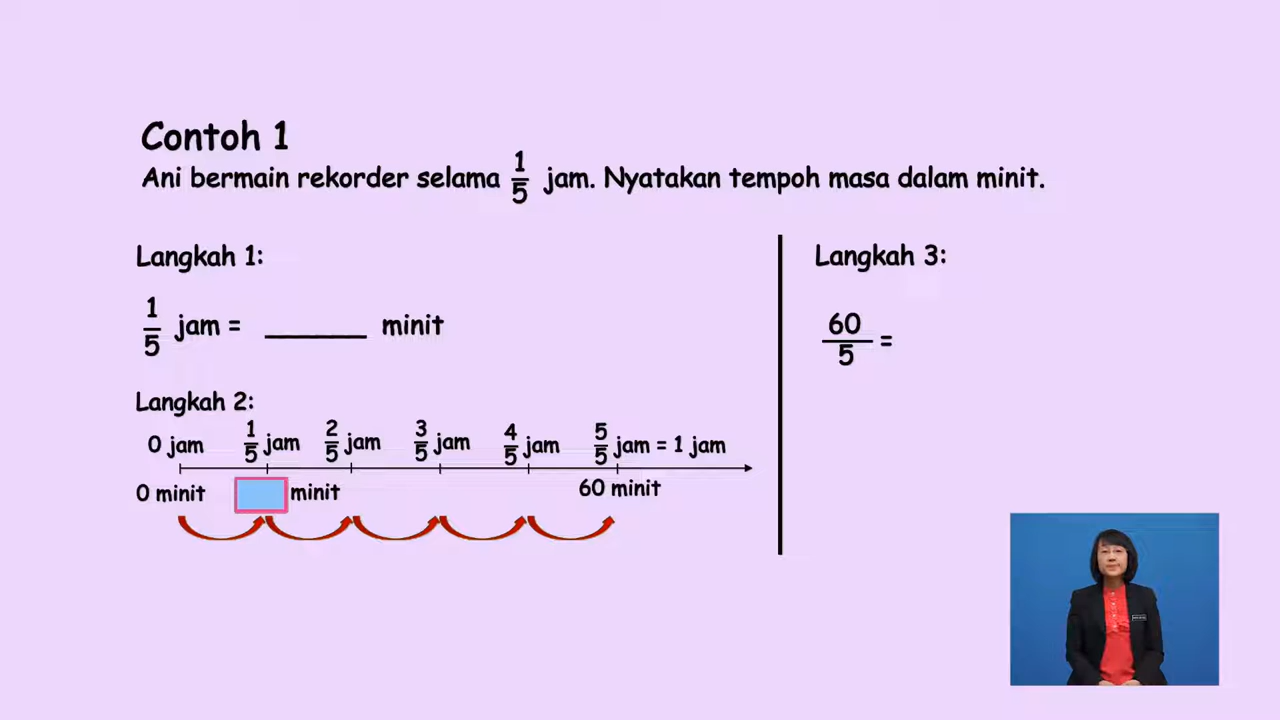 Contoh 1
Ani bermain rekorder selama 1/5 jam. Nyatakan tempoh masa dalam minit.
Langkah 1:
1/5 jam = ______ minit
Langkah 2:
0 jam 1/5 jam 2/5 jam 3/5 jam 4/5 jam 5/5 jam = 1 jam
0 minit minit 60 minit
Langkah 3:
60/5 =